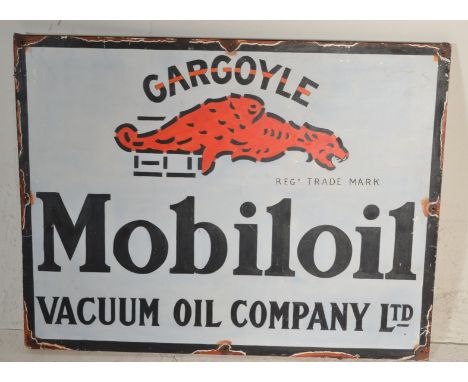 GARGOYLE
REGD TRADE MARK
Mobiloil
VACUUM OIL COMPANY LTD